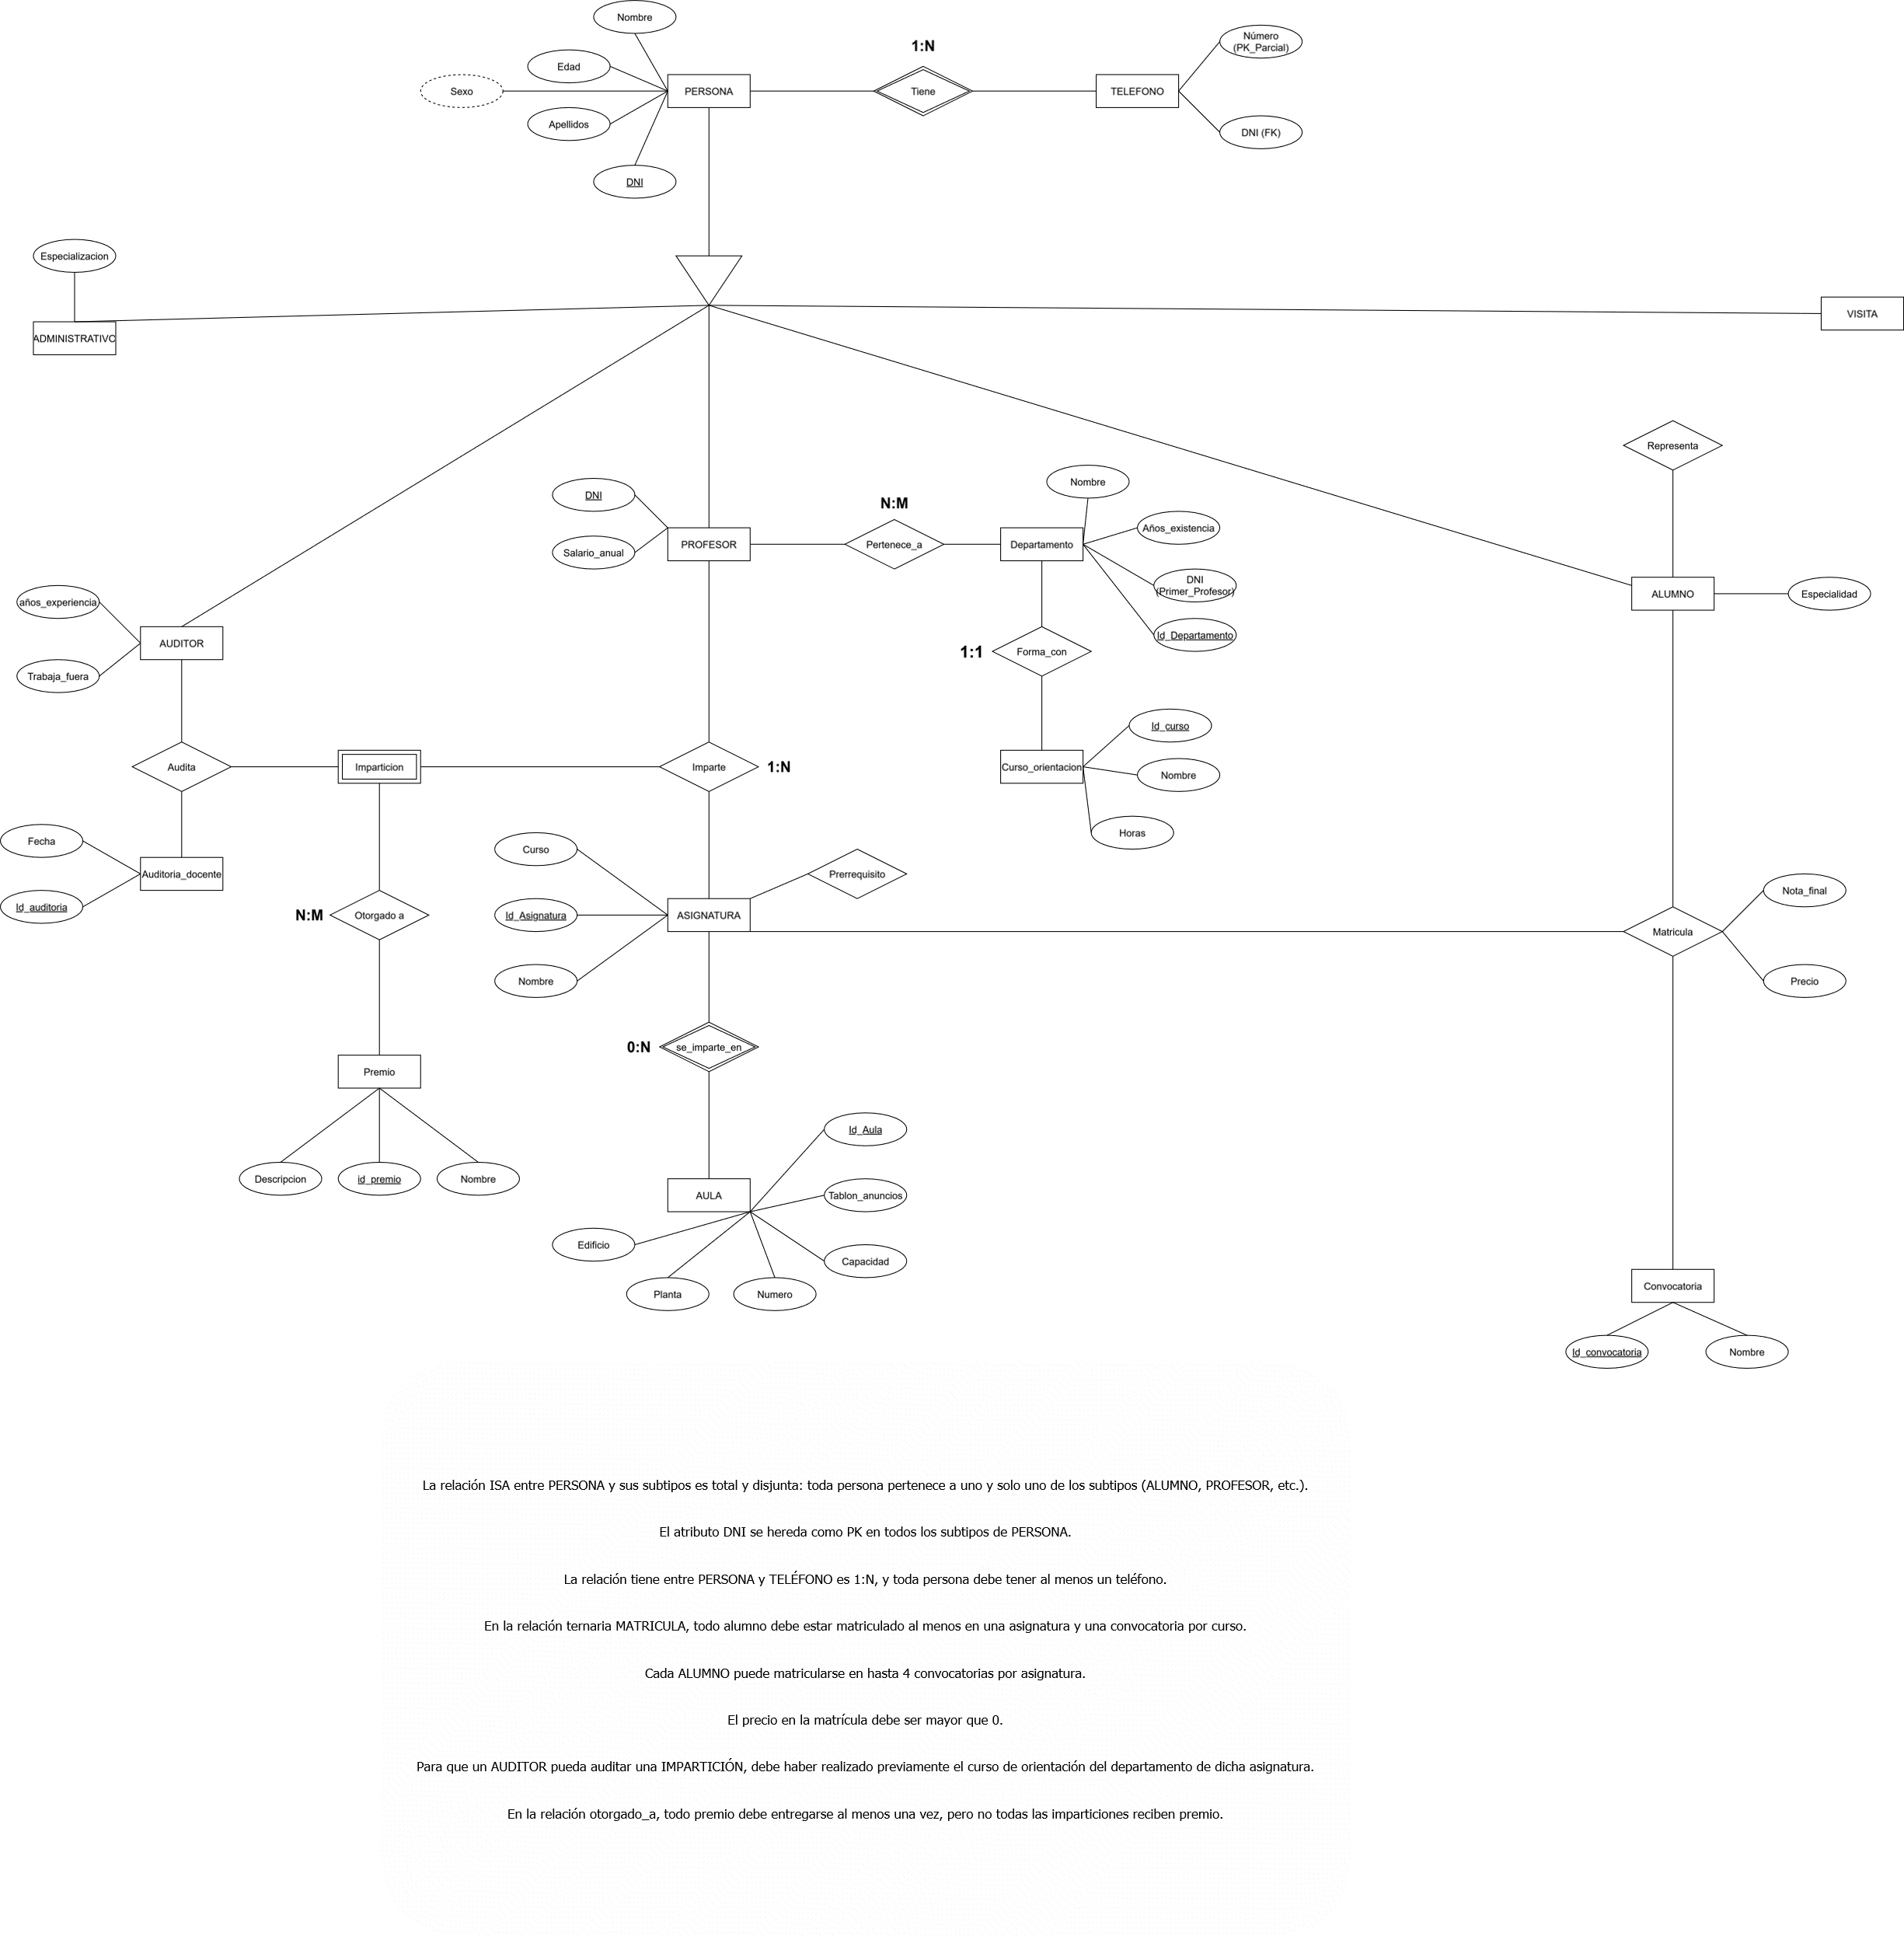 Nombre
1:N
Número
(PK_Parcial)
Edad
Sexo
PERSONA
Tiene
TELEFONO
Apellidos
DNI (FK)
DNI
Especializacion
ADMINISTRATIVO
VISITA
Representa
Nombre
DNI
N:M
Años_existencia
Salario_anual
PROFESOR
Pertenece_a
Departamento
DNI
(Primer_Profesor)
ALUMNO
Especialidad
años_experiencia
AUDITOR
Id_Departamento
1:1
Forma_con
Trabaja_fuera
Id_curso
Audita
Imparticion
Imparte
1:N
Curso_orientacion
Nombre
Horas
Fecha
Curso
Auditoria_docente
Prerrequisito
Nota_final
Id_auditoria
N:M
Otorgado a
Id_Asignatura
ASIGNATURA
Matricula
Nombre
Precio
0:N
se_imparte_en
Premio
Id_Aula
Descripcion
id_premio
Nombre
AULA
Tablon_anuncios
Edificio
Capacidad
Planta
Numero
Convocatoria
Id_convocatoria
Nombre
La relación ISA entre PERSONA y sus subtipos es total y disjunta: toda persona pertenece a uno y solo uno de los subtipos (ALUMNO, PROFESOR, etc.).
El atributo DNI se hereda como PK en todos los subtipos de PERSONA.
La relación tiene entre PERSONA y TELÉFONO es 1:N, y toda persona debe tener al menos un teléfono.
En la relación ternaria MATRICULA, todo alumno debe estar matriculado al menos en una asignatura y una convocatoria por curso.
Cada ALUMNO puede matricularse en hasta 4 convocatorias por asignatura.
El precio en la matrícula debe ser mayor que 0.
Para que un AUDITOR pueda auditar una IMPARTICIÓN, debe haber realizado previamente el curso de orientación del departamento de dicha asignatura.
En la relación otorgado_a, todo premio debe entregarse al menos una vez, pero no todas las imparticiones reciben premio.